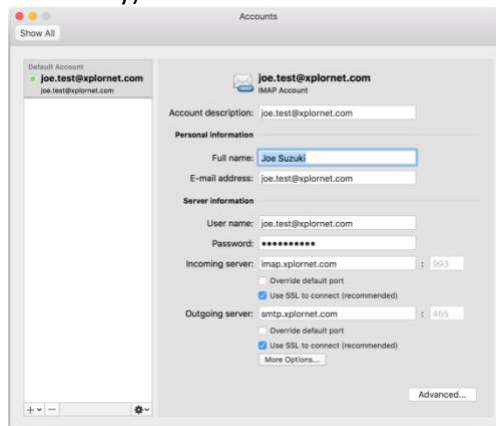 Accounts
Show All
Default Account
joe.test@xplornet.com
joe.test@xplornet.com
joe.test@xplornet.com
IMAP Account
Account description: joe.test@xplornet.com
Personal information
Full name: Joe Suzuki
E-mail address: joe.test@xplornet.com
Server information
User name: joe.test@xplornet.com
Password: ••••••••••
Incoming server: imap.xplornet.com : 993
Override default port
Use SSL to connect (recommended)
Outgoing server: smtp.xplornet.com : 465
Override default port
Use SSL to connect (recommended)
More Options...
Advanced...